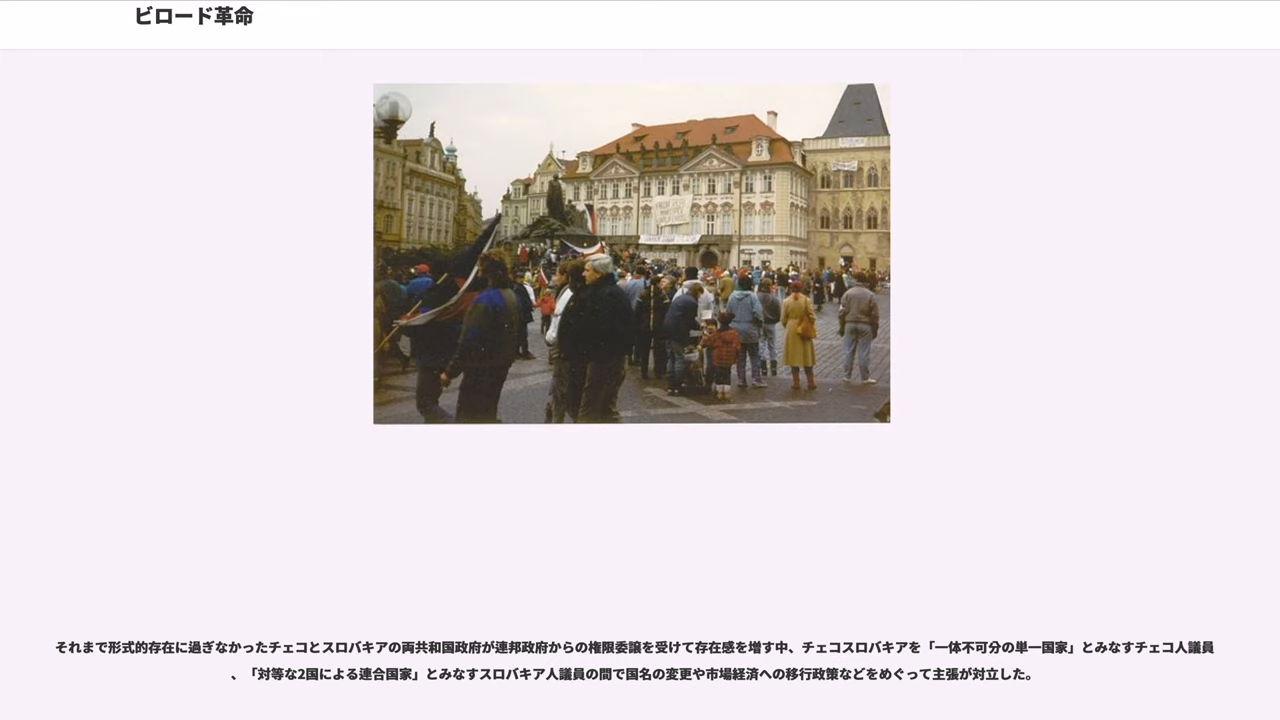 ビロード革命
それまで形式的存在に過ぎなかったチェコとスロバキアの両共和国政府が連邦政府からの権限委譲を受けて存在感を増す中、チェコスロバキアを「一体不可分の単一国家」とみなすチェコ人議員
、「対等な2国による連合国家」とみなすスロバキア人議員の間で国名の変更や市場経済への移行政策などをめぐって主張が対立した。